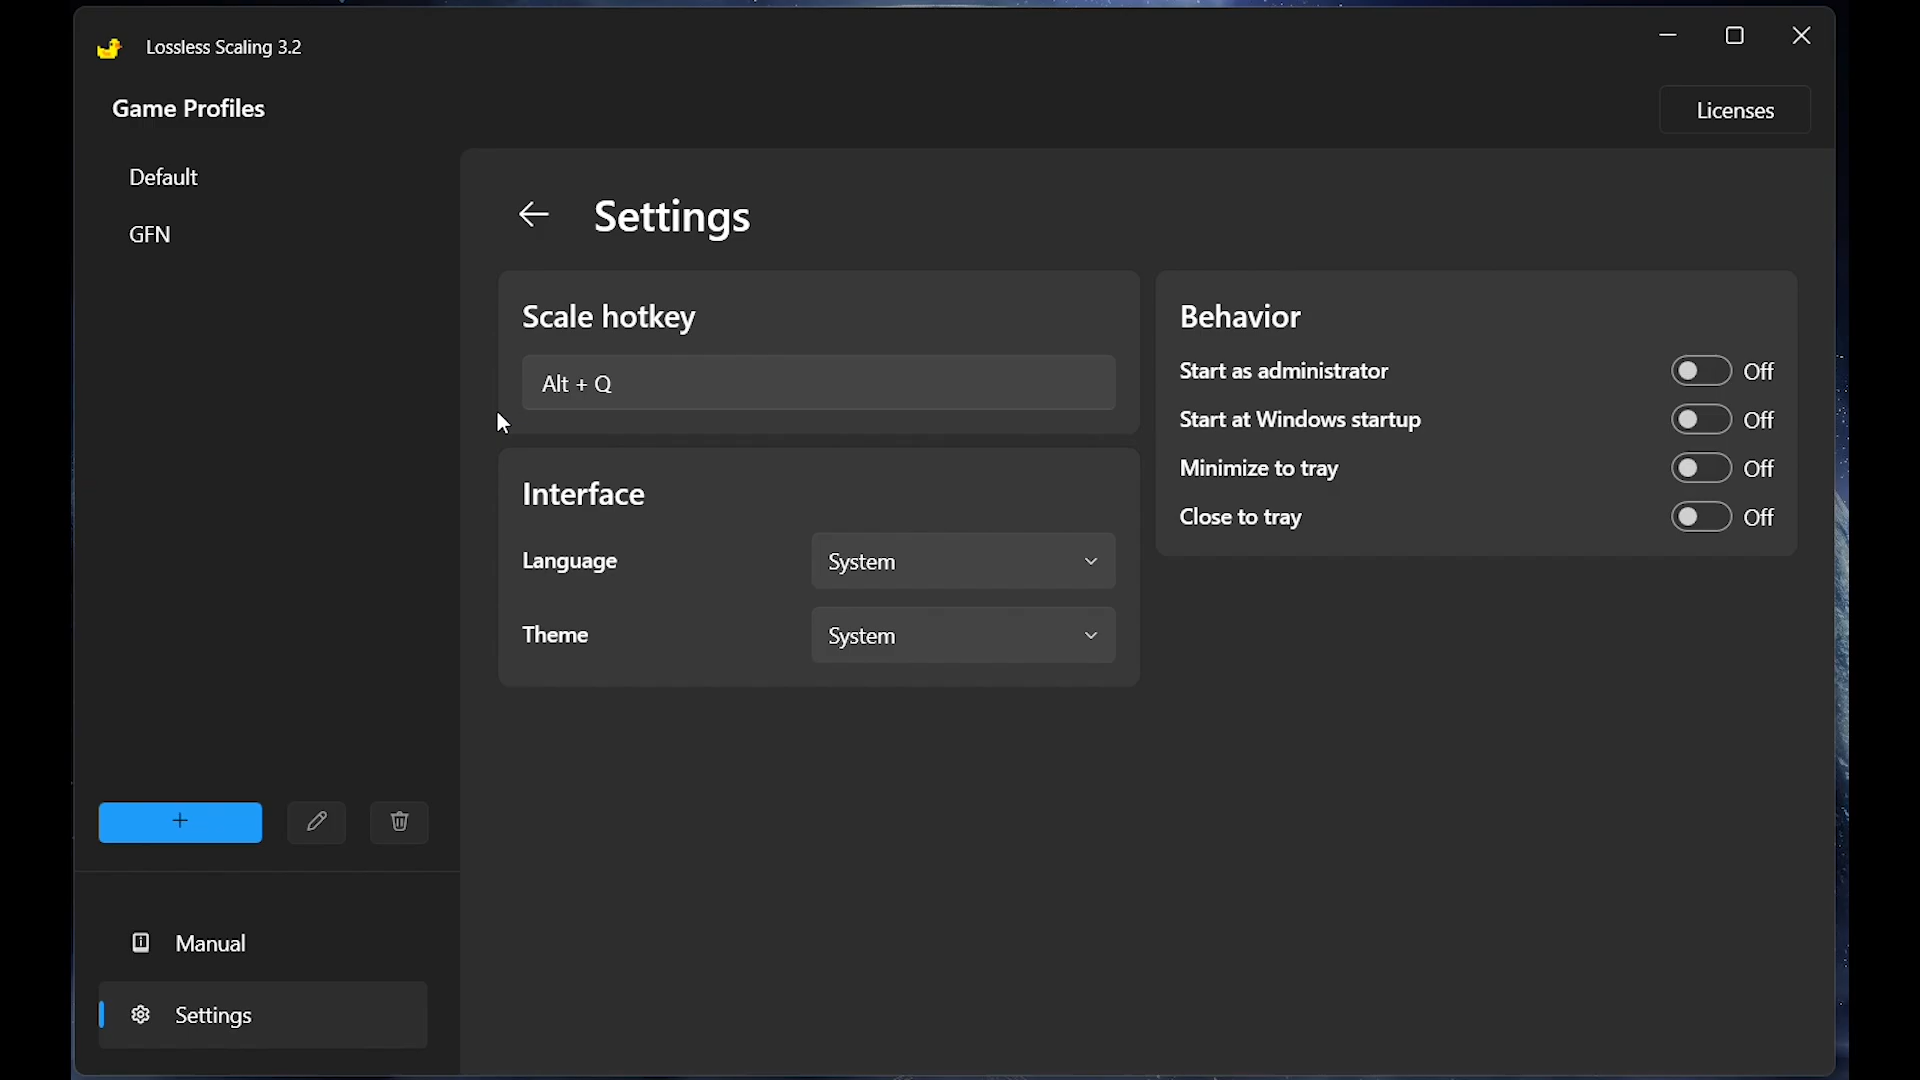 Lossless Scaling 3.2
Game Profiles
Licenses
Default
GFN
Settings
Scale hotkey
Alt + Q
Interface
Language
System
Theme
System
Behavior
Start as administrator
Off
Start at Windows startup
Off
Minimize to tray
Off
Close to tray
Off
Manual
Settings